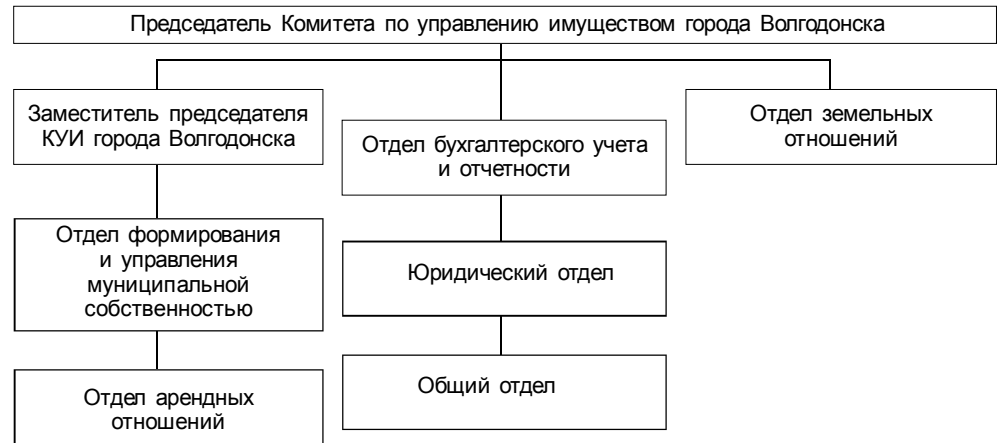 Председатель Комитета по управлению имуществом города Волгодонска
Заместитель председателя
КУИ города Волгодонска
Отдел формирования
и управления
муниципальной
собственностью
Отдел арендных
отношений
Отдел бухгалтерского учета
и отчетности
Юридический отдел
Общий отдел
Отдел земельных
отношений